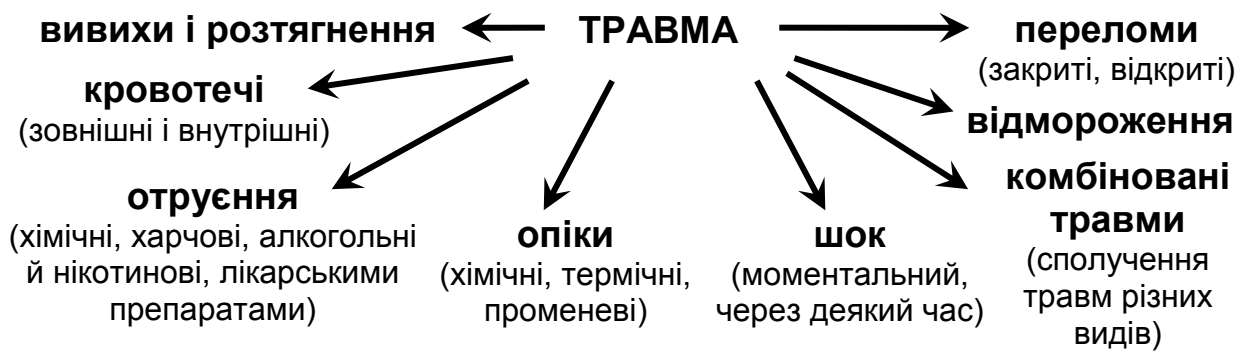 ТРАВМА
вивихи і розтягнення
кровотечі
(зовнішні і внутрішні)
отруєння
(хімічні, харчові, алкогольні
й нікотинові, лікарськими
препаратами)
опіки
(хімічні, термічні,
променеві)
шок
(моментальний,
через деякий час)
переломи
(закриті, відкриті)
відмороження
комбіновані
травми
(сполучення
травм різних
видів)